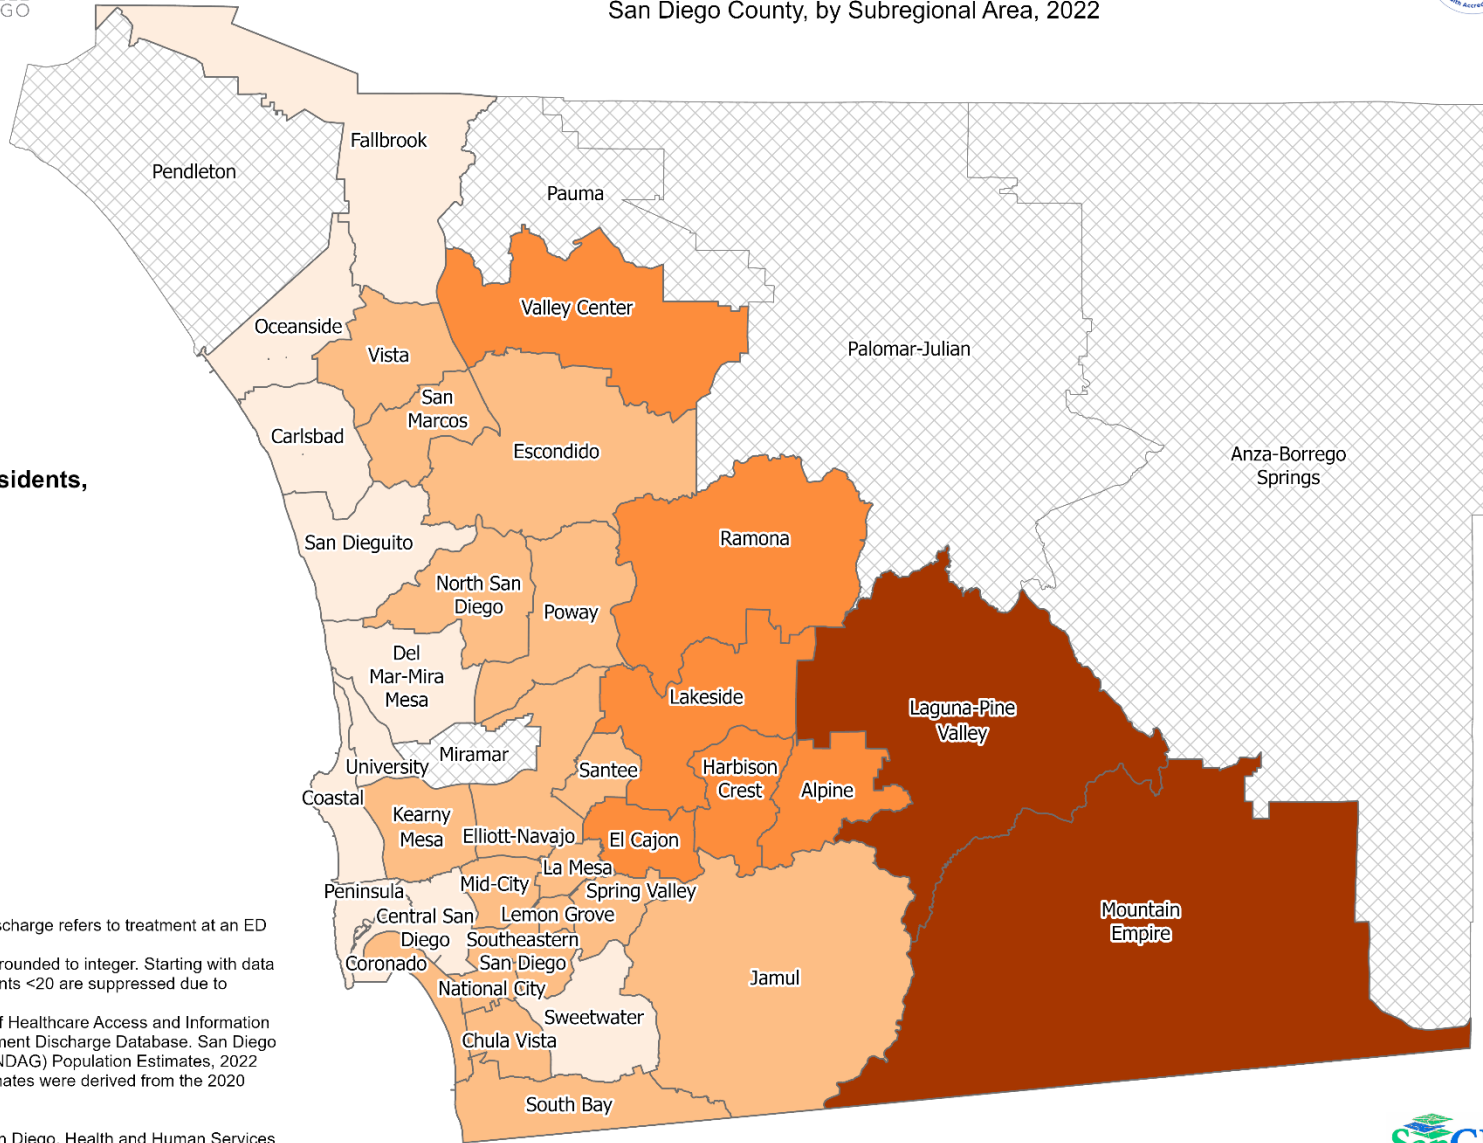 GO
San Diego County, by Subregional Area, 2022
Fallbrook
Pendleton
Pauma
Valley Center
Oceanside
Vista
Palomar-Julian
San
Marcos
Carlsbad
Escondido
Anza-Borrego
Springs
sidents,
San Dieguito
Ramona
North San
Diego
Poway
Del
Mar-Mira
Mesa
Lakeside
Laguna-Pine
Valley
Miramar
University
Santee
Harbison
Crest
Alpine
Coastal
Kearny
Mesa
Elliott-Navajo
El Cajon
La Mesa
Peninsula
Mid-City
Spring Valley
Central San
Diego
Lemon Grove
Mountain
Empire
Southeastern
San Diego
Coronado
National City
Jamul
Sweetwater
Chula Vista
South Bay
scharge refers to treatment at an ED
rounded to integer. Starting with data
nts <20 are suppressed due to
f Healthcare Access and Information
ment Discharge Database. San Diego
NDAG) Population Estimates, 2022
nates were derived from the 2020
n Diego, Health and Human Services